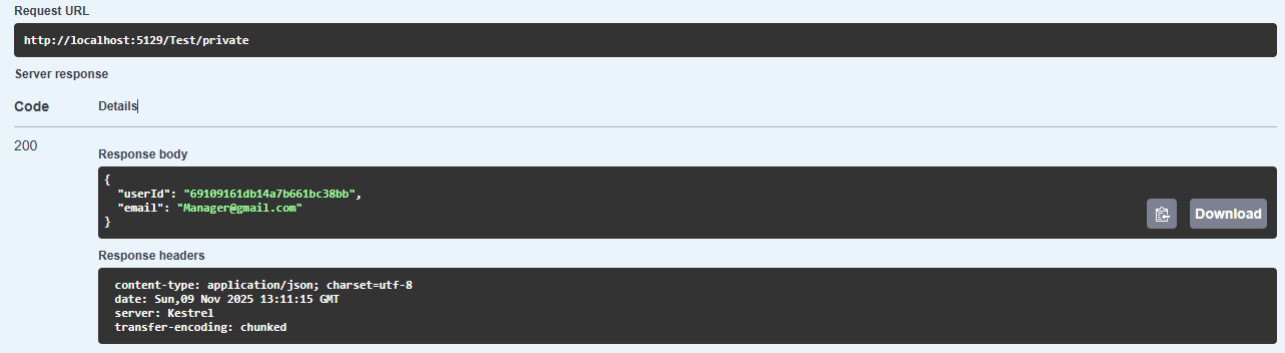 Request URL
http://localhost:5129/Test/private
Server response
Code Details
200
Response body
{
"userId": "69109161db14a7b661bc38bb",
"email": "Manager@gmail.com"
}
Download
Response headers
content-type: application/json; charset=utf-8
date: Sun,09 Nov 2025 13:11:15 GMT
server: Kestrel
transfer-encoding: chunked